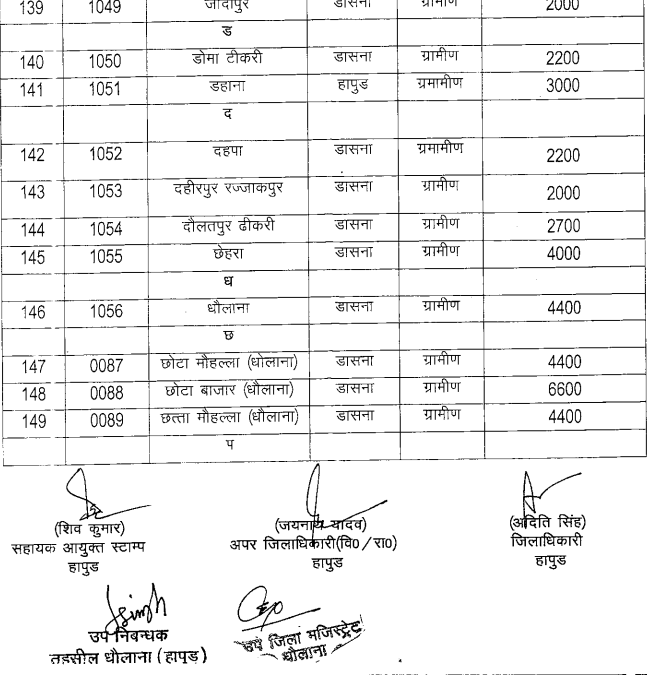 139 1049 जादीपुर डासना ग्रामीण 2000
ड
140 1050 डोमा टीकरी डासना ग्रामीण 2200
141 1051 डहाना हापुड ग्रमामीण 3000
द
142 1052 दहपा डासना ग्रमामीण 2200
143 1053 दहीरपुर रज्जाकपुर डासना ग्रामीण 2000
144 1054 दौलतपुर ढीकरी डासना ग्रामीण 2700
145 1055 छेहरा डासना ग्रामीण 4000
ध
146 1056 धौलाना डासना ग्रामीण 4400
छ
147 0087 छोटा मौहल्ला (धोलाना) डासना ग्रामीण 4400
148 0088 छोटा बाजार (धौलाना) डासना ग्रामीण 6600
149 0089 छत्ता मौहल्ला (धौलाना) डासना ग्रामीण 4400
प
(शिव कुमार) (जयनाथ यादव) (अदिति सिंह)
सहायक आयुक्त स्टाम्प अपर जिलाधिकारी(वि0/रा0) जिलाधिकारी
हापुड हापुड हापुड
उप निबन्धक उप जिला मजिस्ट्रेट
तहसील धौलाना (हापुड) धौलाना